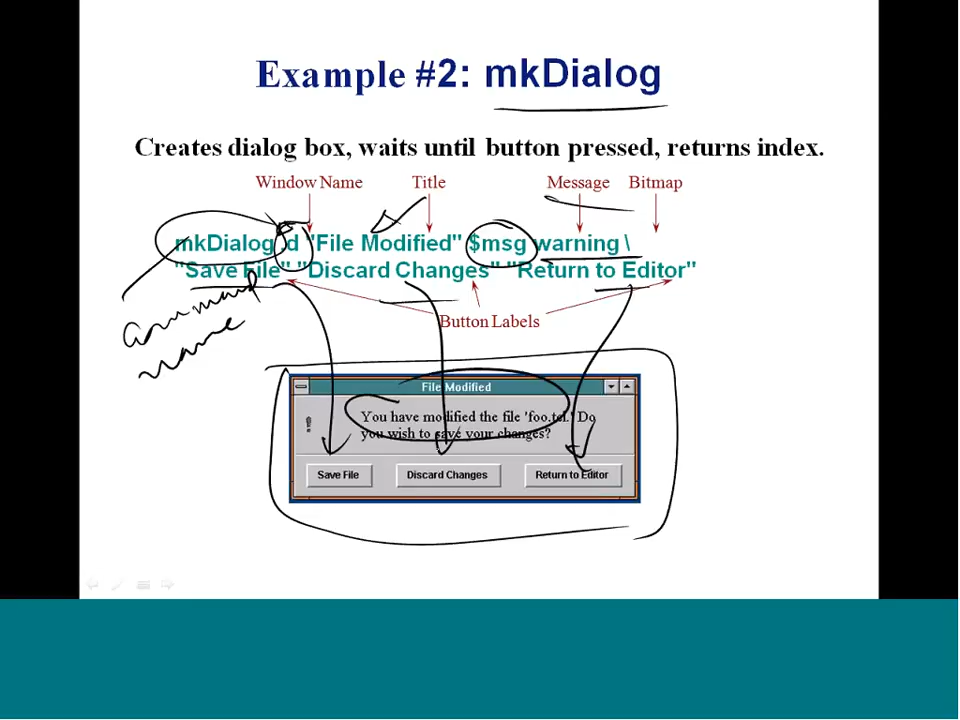 Example #2: mkDialog
Creates dialog box, waits until button pressed, returns index.
Window Name Title Message Bitmap
mkDialog .d "File Modified" $msg warning \
"Save File" "Discard Changes" "Return to Editor"
Button Labels
command
name
File Modified
You have modified the file 'foo.tcl.' Do
you wish to save your changes?
Save File Discard Changes Return to Editor